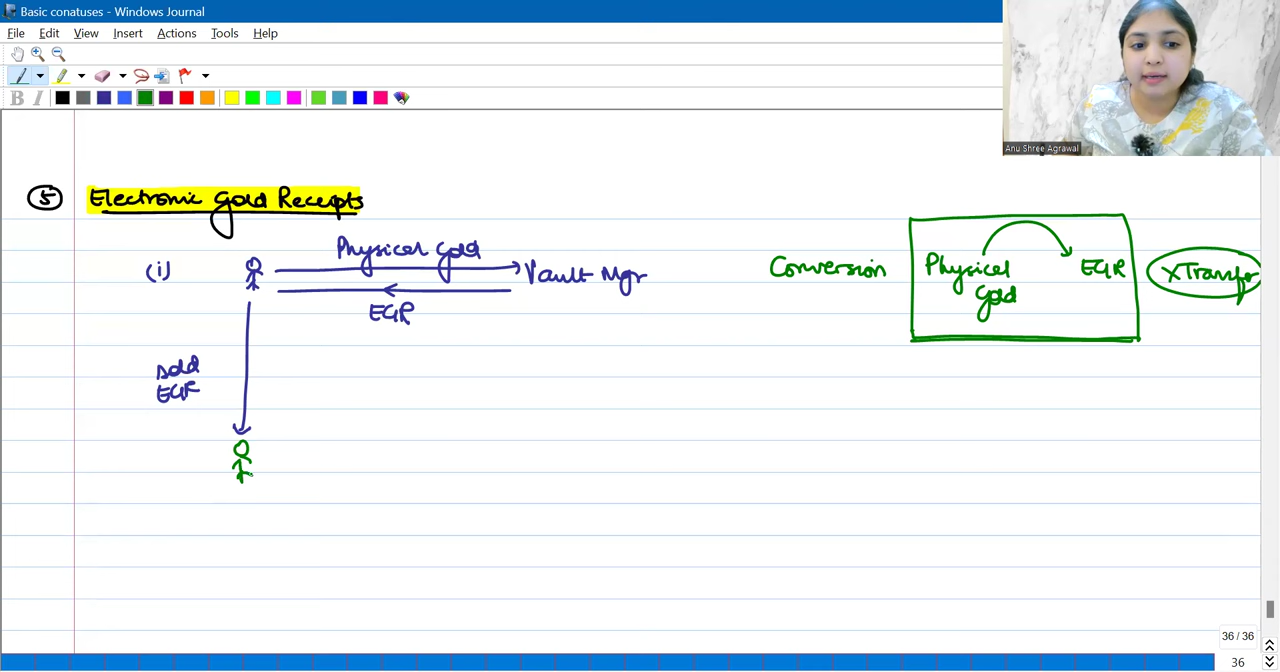 Basic conatuses - Windows Journal
File Edit View Insert Actions Tools Help
B I
Anu Shree Agrawal
5 Electronic Gold Receipts
(i) Physical Gold Vault Mgr
EGR
Sold
EGR
Conversion Physical Gold EGR xTransfer
36 / 36
36